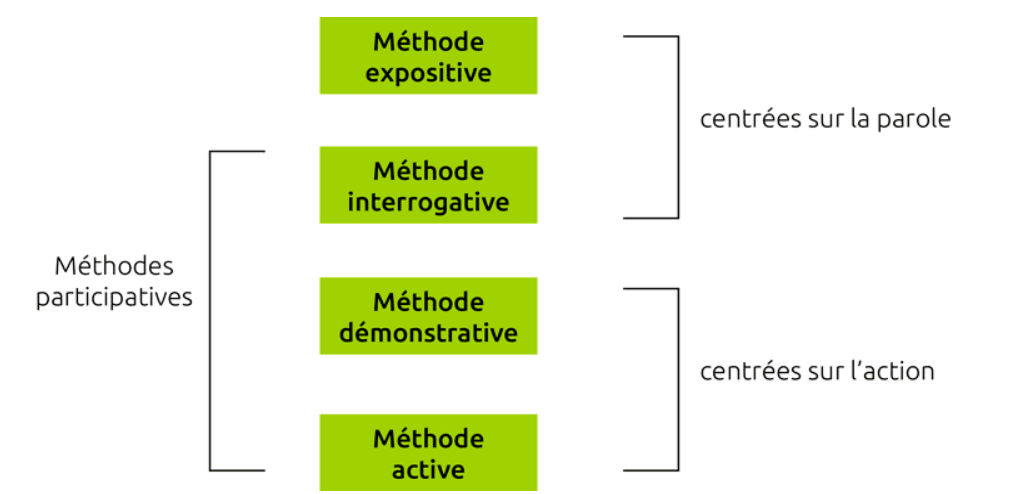 Méthode
expositive
centrées sur la parole
Méthode
interrogative
Méthodes
participatives
Méthode
démonstrative
centrées sur l'action
Méthode
active